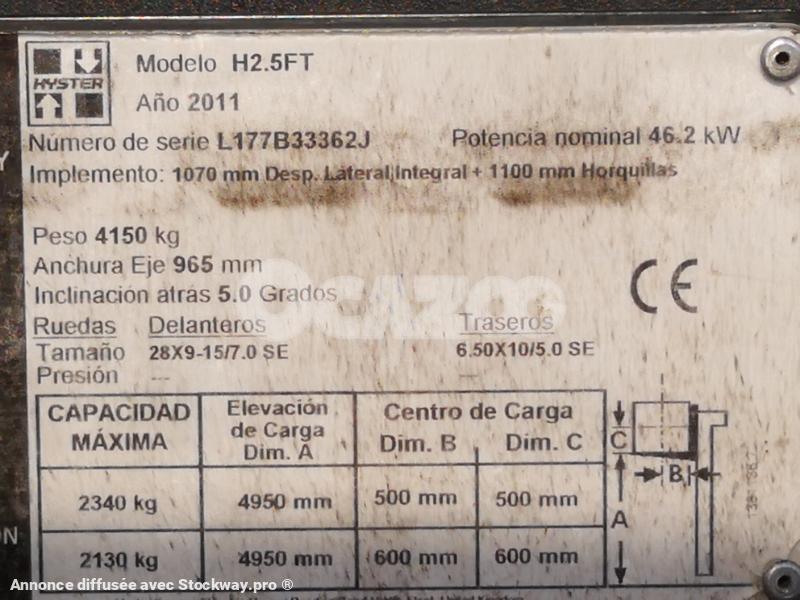 HYSTER
Modelo H2.5FT
Año 2011
Número de serie L177B33362J Potencia nominal 46.2 kW
Implemento: 1070 mm Desp. Lateral Integral + 1100 mm Horquillas
Peso 4150 kg
Anchura Eje 965 mm
Inclinación atrás 5.0 Grados
OCAZOO
CE
Ruedas Delanteros Traseros
Tamaño 28X9-15/7.0 SE 6.50X10/5.0 SE
Presión --- ---
CAPACIDAD MÁXIMA Elevación de Carga Dim. A Centro de Carga Dim. B Dim. C
2340 kg 4950 mm 500 mm 500 mm
2130 kg 4950 mm 600 mm 600 mm
C
B
A
Annonce diffusée avec Stockway.pro ®